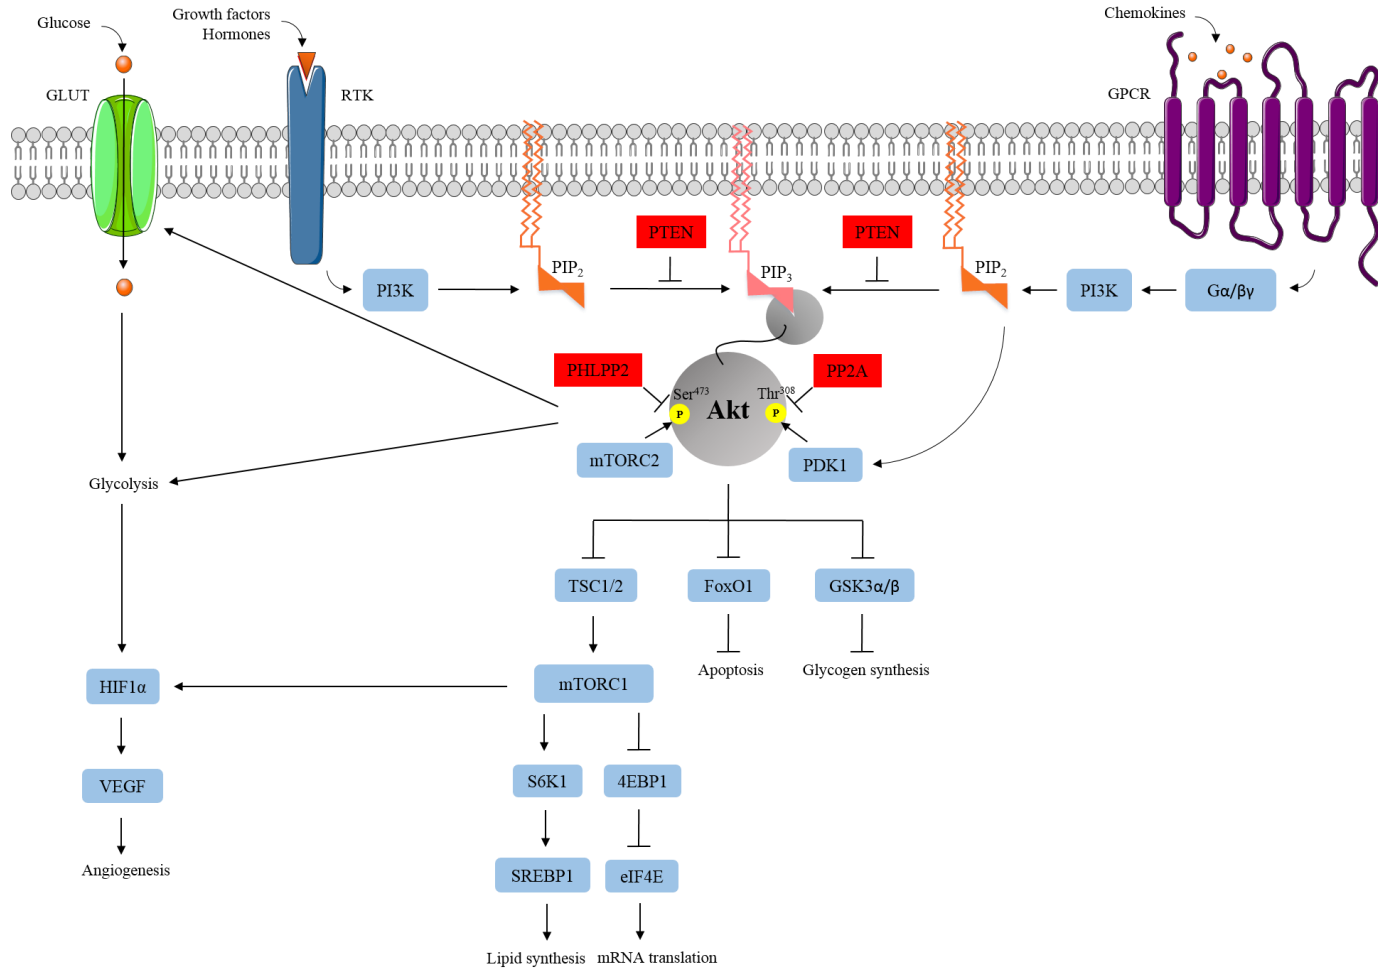 Glucose
Growth factors
Hormones
Chemokines
GLUT
RTK
GPCR
PTEN
PTEN
PIP2
PIP3
PIP2
PI3K
PI3K
Gα/βγ
PHLPP2
PP2A
Ser473
Thr308
Akt
P
P
mTORC2
PDK1
Glycolysis
TSC1/2
FoxO1
GSK3α/β
Apoptosis
Glycogen synthesis
HIF1α
mTORC1
VEGF
S6K1
4EBP1
Angiogenesis
SREBP1
eIF4E
Lipid synthesis
mRNA translation